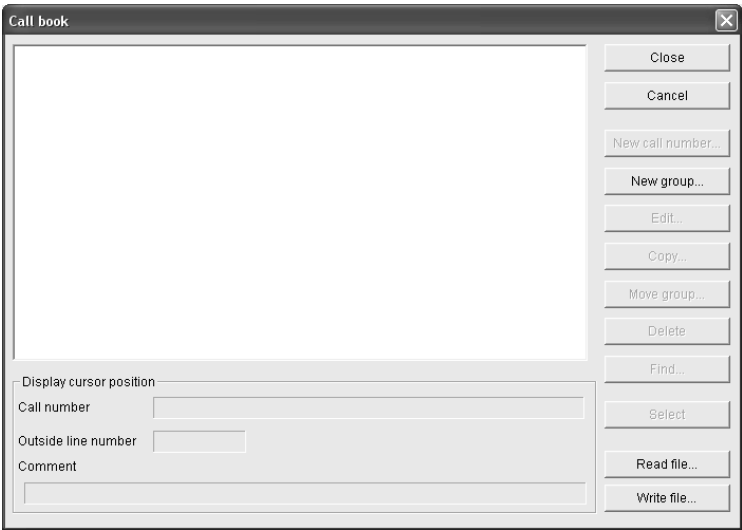 Call book
Close
Cancel
New call number...
New group...
Edit...
Copy...
Move group...
Delete
Find...
Select
Read file...
Write file...
Display cursor position
Call number
Outside line number
Comment